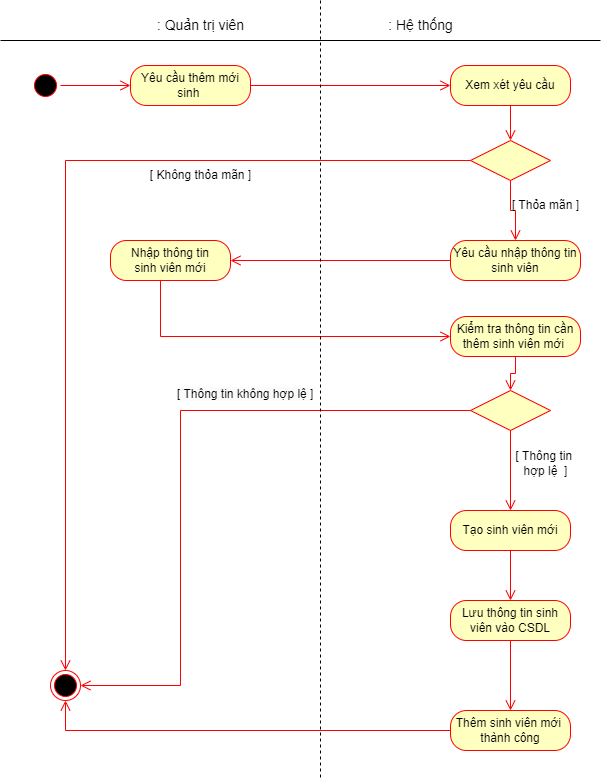 : Quản trị viên
: Hệ thống
Yêu cầu thêm mới
sinh
Xem xét yêu cầu
[ Không thỏa mãn ]
[ Thỏa mãn ]
Nhập thông tin
sinh viên mới
Yêu cầu nhập thông tin
sinh viên
Kiểm tra thông tin cần
thêm sinh viên mới
[ Thông tin không hợp lệ ]
[ Thông tin
hợp lệ ]
Tạo sinh viên mới
Lưu thông tin sinh
viên vào CSDL
Thêm sinh viên mới
thành công